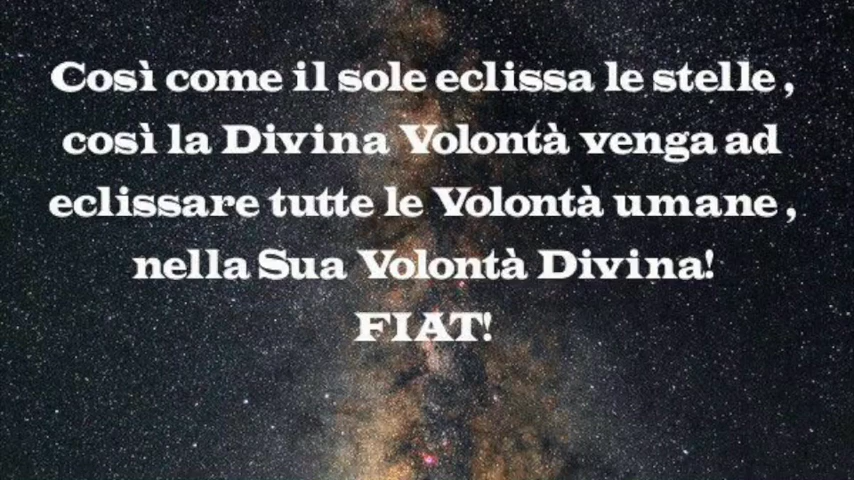 Così come il sole eclissa le stelle,
così la Divina Volontà venga ad
eclissare tutte le Volontà umane,
nella Sua Volontà Divina!
FIAT!